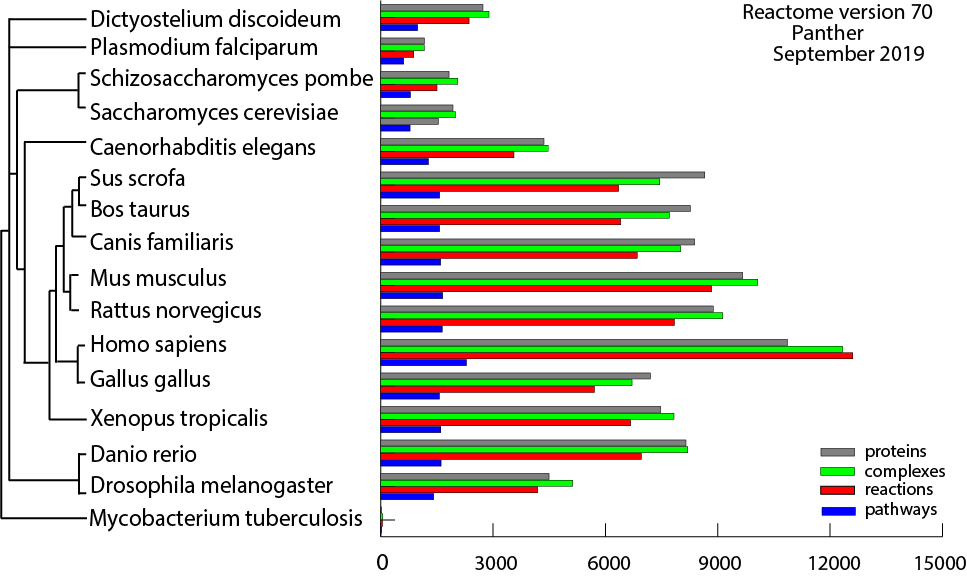 Reactome version 70
Panther
September 2019
Dictyostelium discoideum
Plasmodium falciparum
Schizosaccharomyces pombe
Saccharomyces cerevisiae
Caenorhabditis elegans
Sus scrofa
Bos taurus
Canis familiaris
Mus musculus
Rattus norvegicus
Homo sapiens
Gallus gallus
Xenopus tropicalis
Danio rerio
Drosophila melanogaster
Mycobacterium tuberculosis
proteins
complexes
reactions
pathways
0 3000 6000 9000 12000 15000